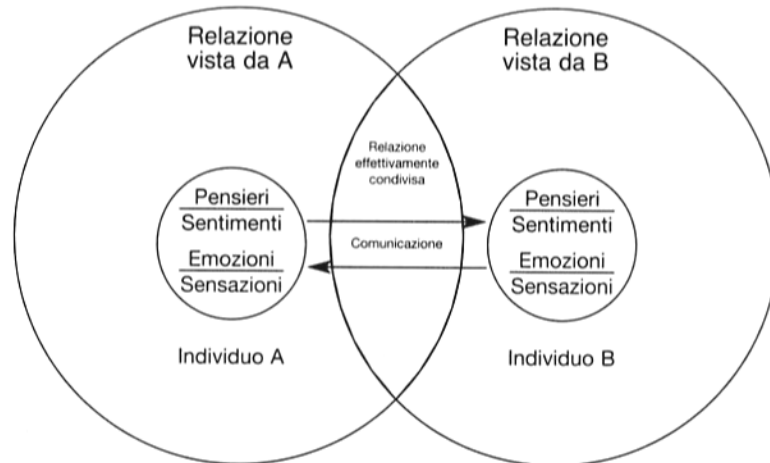 Relazione
vista da A
Relazione
vista da B
Relazione
effettivamente
condivisa
Pensieri
Sentimenti
Emozioni
Sensazioni
Comunicazione
Pensieri
Sentimenti
Emozioni
Sensazioni
Individuo A
Individuo B